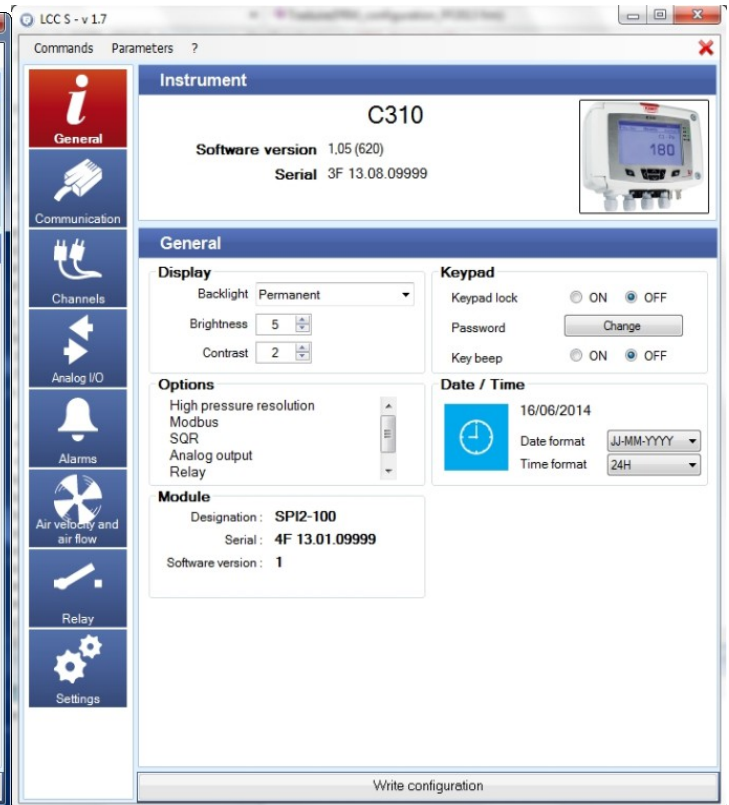 LCC S - v 1.7
Commands Parameters ?
General
Communication
Channels
Analog I/O
Alarms
Air velocity and
air flow
Relay
Settings
Instrument
C310
Software version 1,05 (620)
Serial 3F 13.08.09999
180
General
Display
Backlight Permanent
Brightness 5
Contrast 2
Keypad
Keypad lock ON OFF
Password Change
Key beep ON OFF
Options
High pressure resolution
Modbus
SQR
Analog output
Relay
Date / Time
16/06/2014
Date format JJ-MM-YYYY
Time format 24H
Module
Designation : SPI2-100
Serial : 4F 13.01.09999
Software version : 1
Write configuration